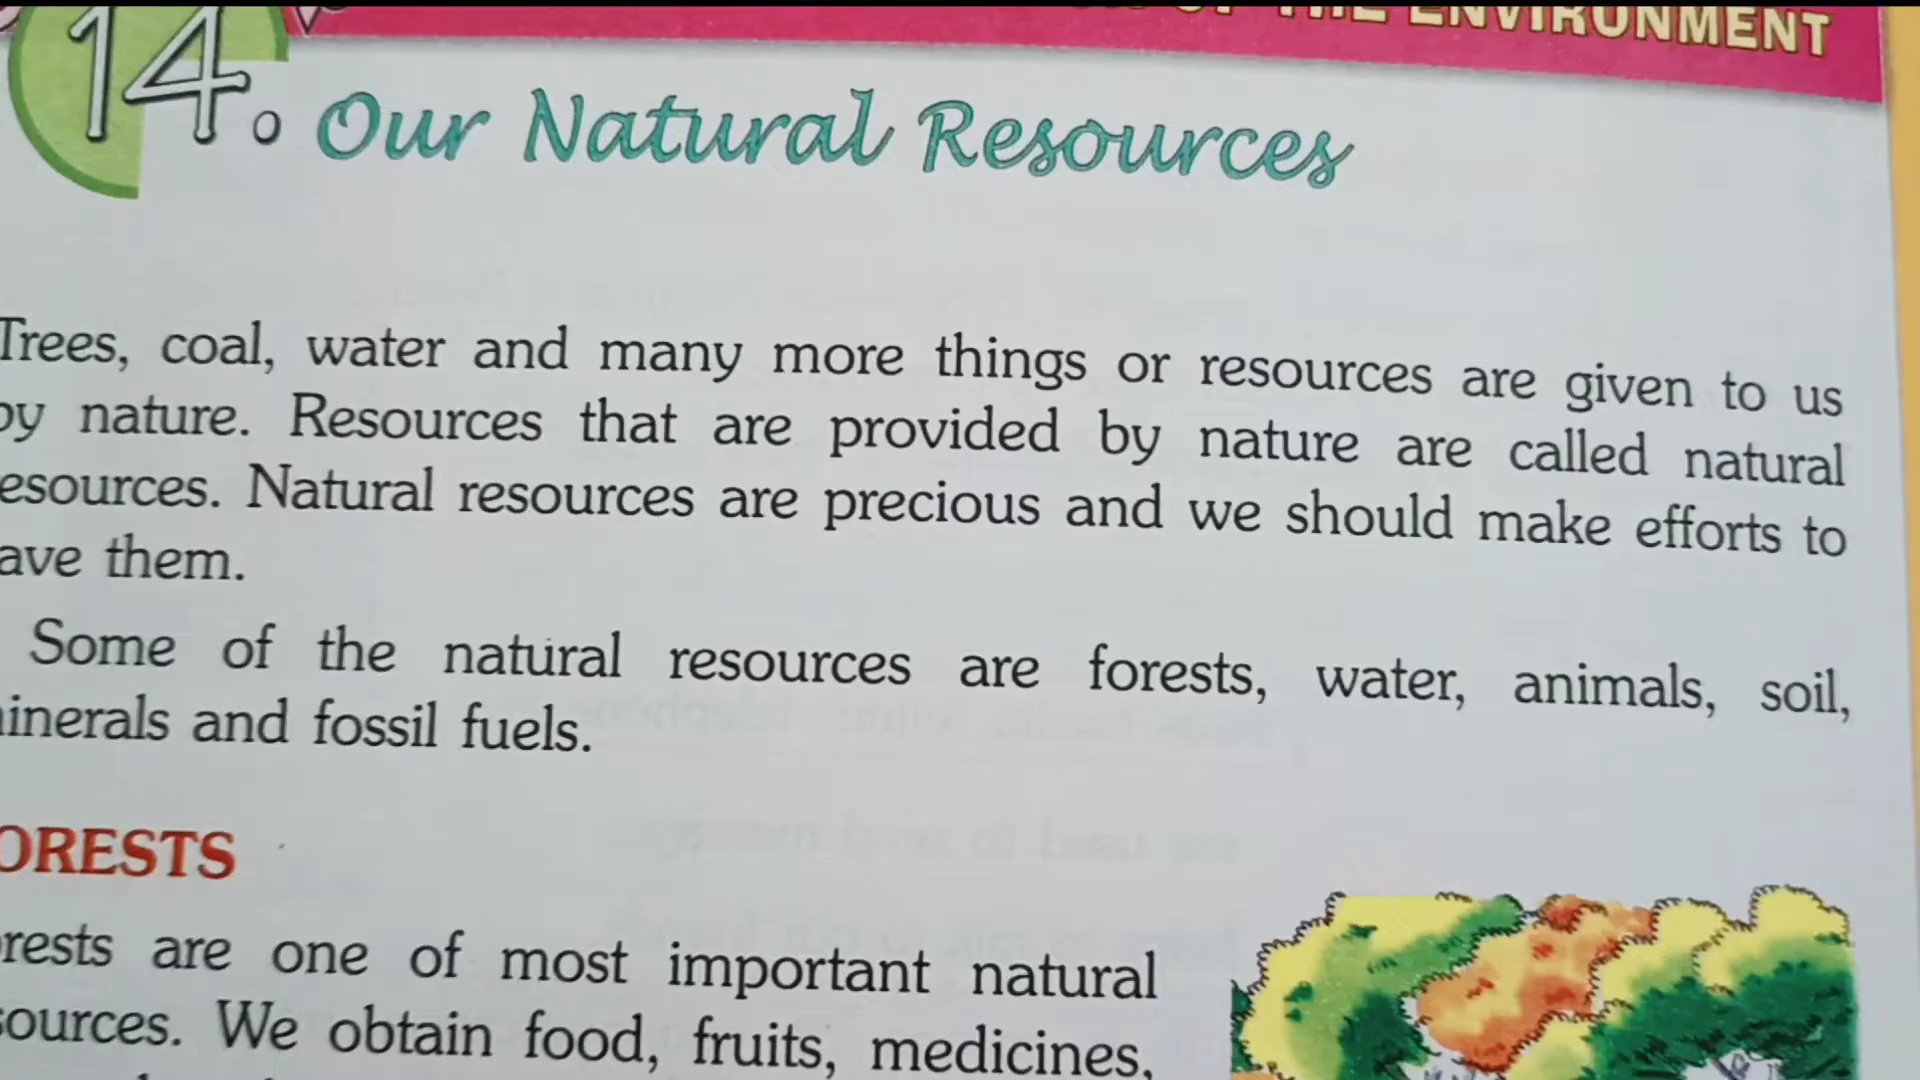 OF THE ENVIRONMENT
14. Our Natural Resources
Trees, coal, water and many more things or resources are given to us
by nature. Resources that are provided by nature are called natural
esources. Natural resources are precious and we should make efforts to
ave them.
Some of the natural resources are forests, water, animals, soil,
inerals and fossil fuels.
ORESTS
rests are one of most important natural
sources. We obtain food, fruits, medicines,